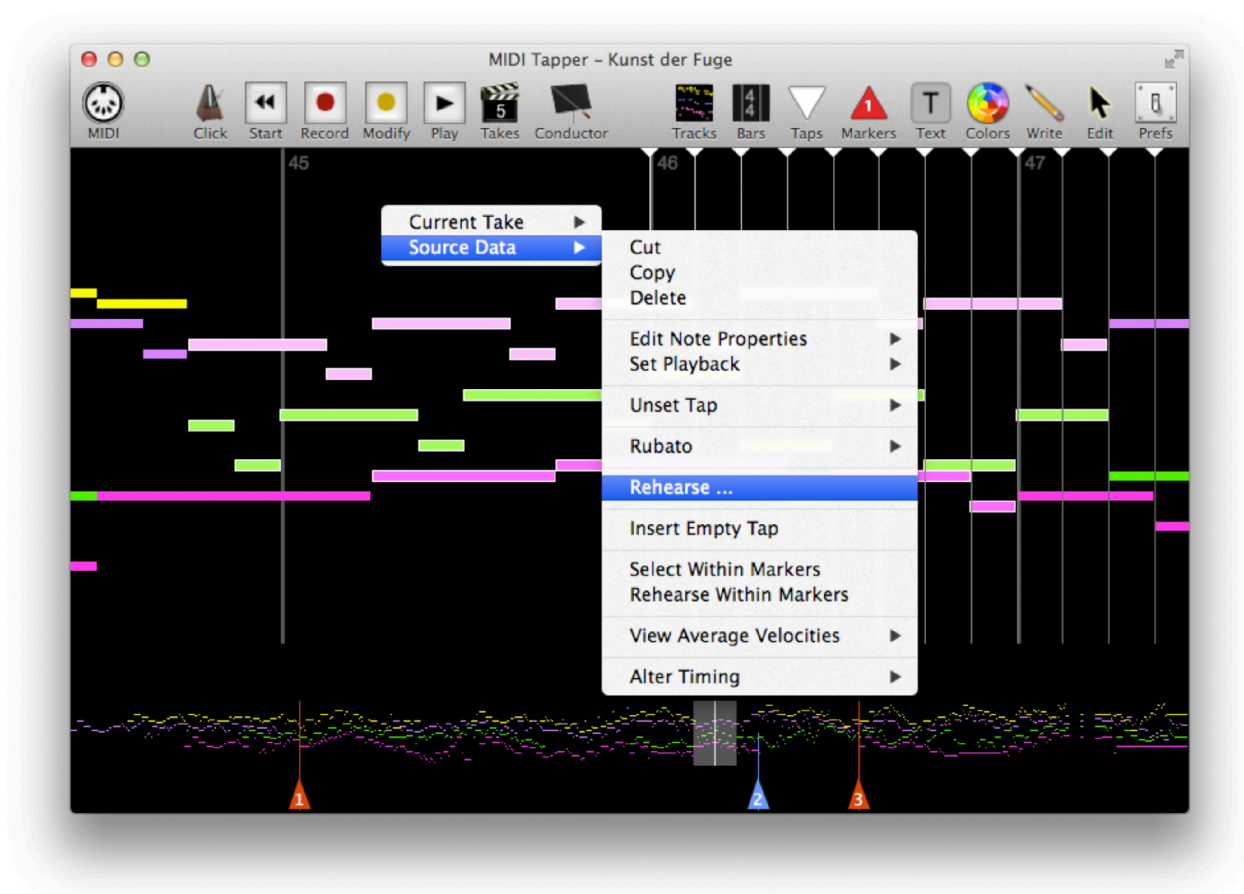 MIDI Tapper – Kunst der Fuge
5
4
4
1
T
MIDI Click Start Record Modify Play Takes Conductor Tracks Bars Taps Markers Text Colors Write Edit Prefs
45 46 47
Current Take
Source Data
Cut
Copy
Delete
Edit Note Properties
Set Playback
Unset Tap
Rubato
Rehearse ...
Insert Empty Tap
Select Within Markers
Rehearse Within Markers
View Average Velocities
Alter Timing
1 2 3